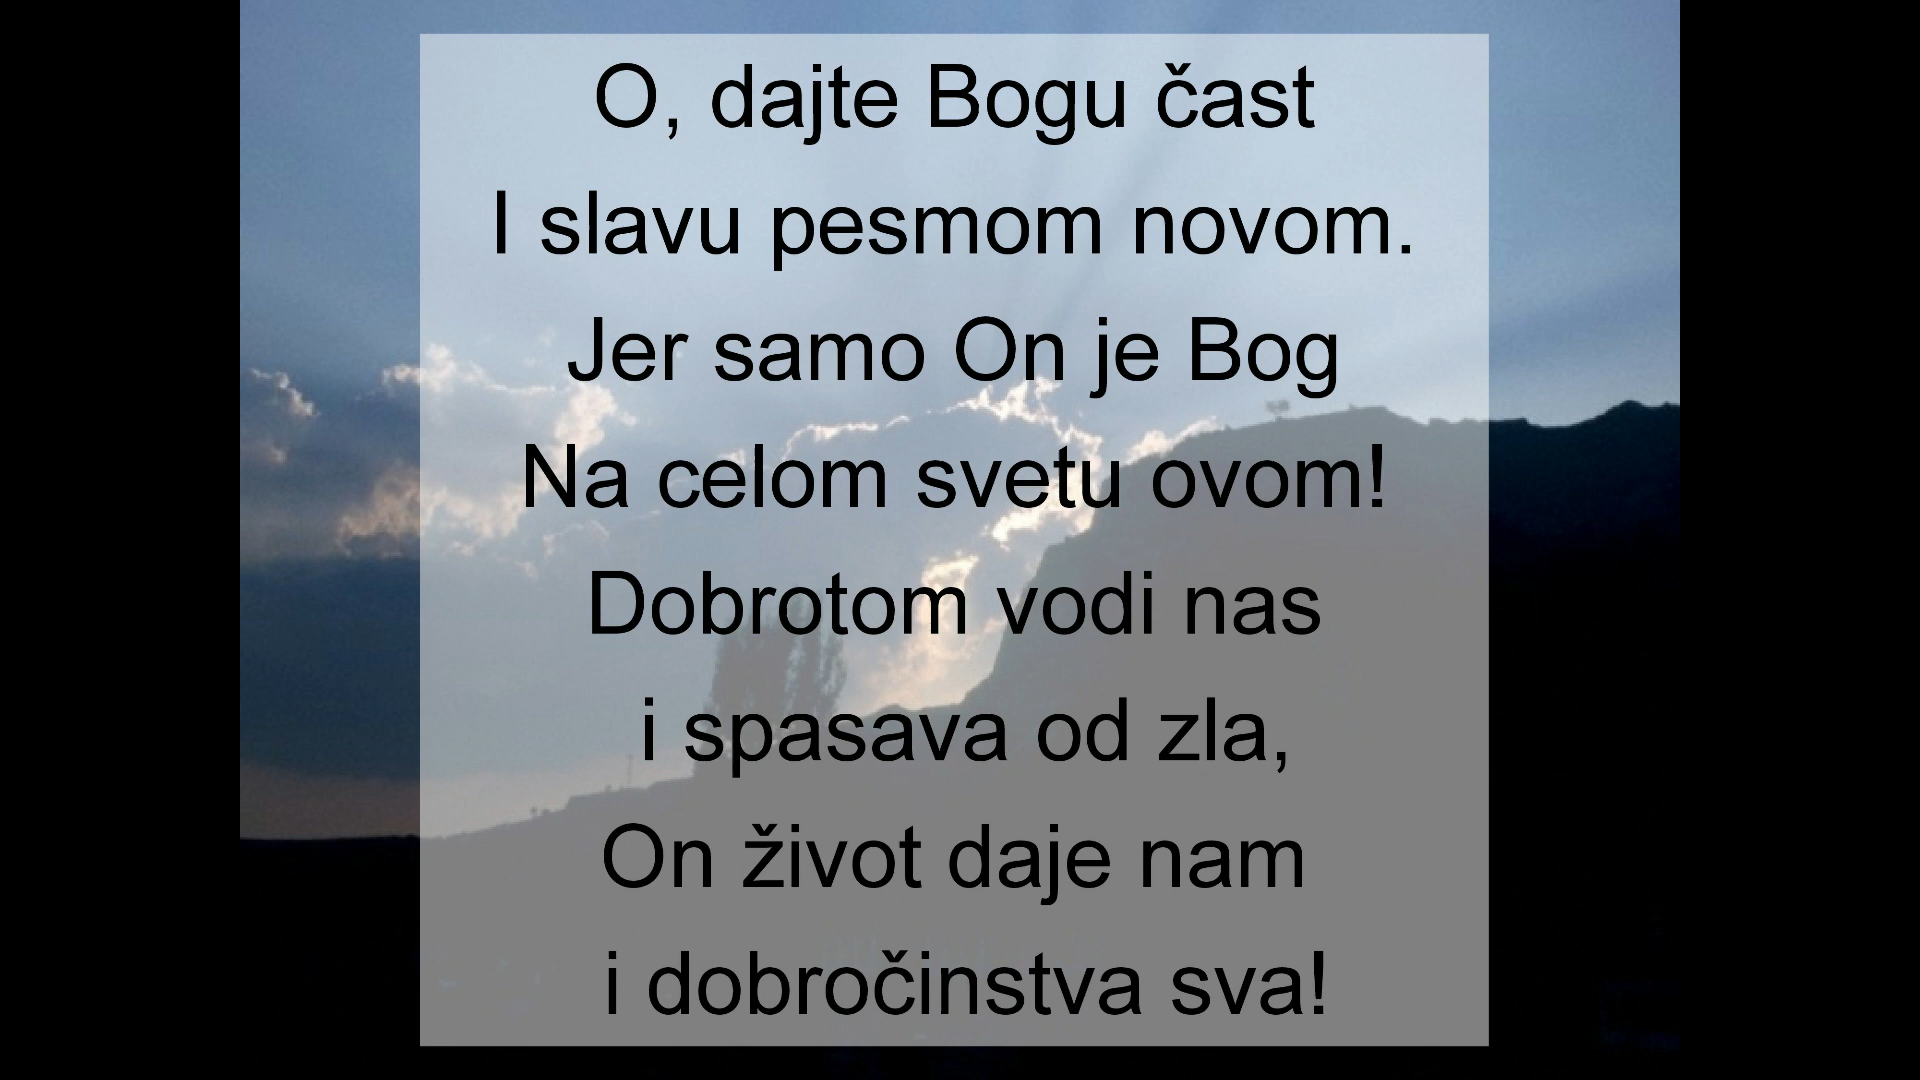 O, dajte Bogu čast
I slavu pesmom novom.
Jer samo On je Bog
Na celom svetu ovom!
Dobrotom vodi nas
i spasava od zla,
On život daje nam
i dobročinstva sva!